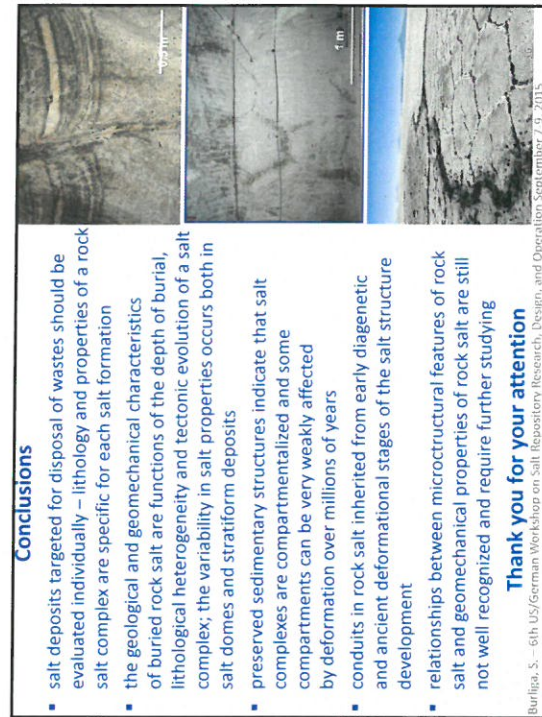 Conclusions
▪ salt deposits targeted for disposal of wastes should be
evaluated individually – lithology and properties of a rock
salt complex are specific for each salt formation
▪ the geological and geomechanical characteristics
of buried rock salt are functions of the depth of burial,
lithological heterogeneity and tectonic evolution of a salt
complex; the variability in salt properties occurs both in
salt domes and stratiform deposits
▪ preserved sedimentary structures indicate that salt
complexes are compartmentalized and some
compartments can be very weakly affected
by deformation over millions of years
▪ conduits in rock salt inherited from early diagenetic
and ancient deformational stages of the salt structure
development
▪ relationships between microctructural features of rock
salt and geomechanical properties of rock salt are still
not well recognized and require further studying
0.5 m
1 m
Thank you for your attention
Burliga, S. – 6th US/German Workshop on Salt Repository Research, Design, and Operation September 7-9, 2015